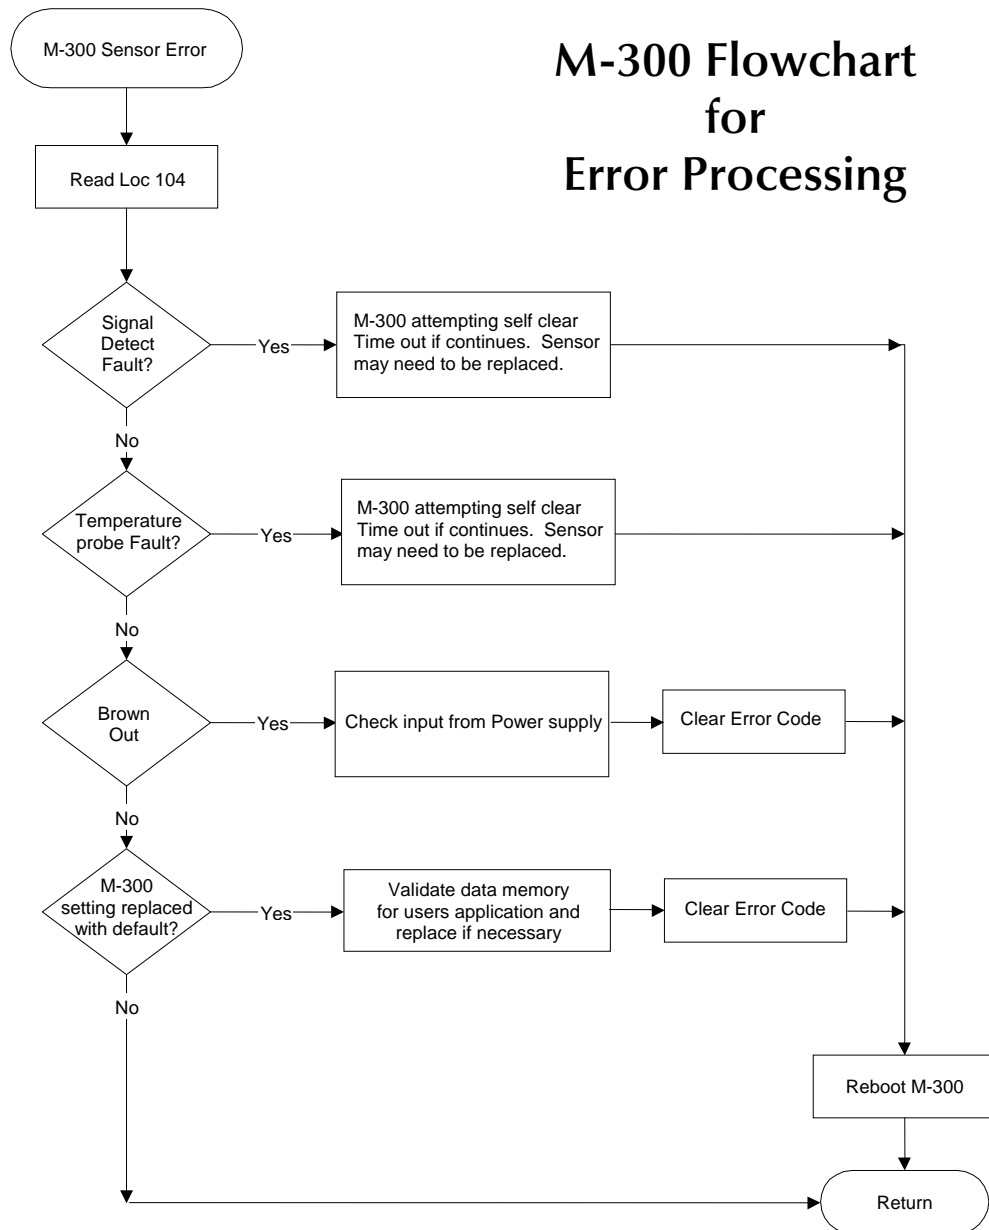 M-300 Sensor Error
M-300 Flowchart
for
Error Processing
Read Loc 104
Signal
Detect
Fault?
Yes
M-300 attempting self clear
Time out if continues.  Sensor
may need to be replaced.
No
Temperature
probe Fault?
Yes
M-300 attempting self clear
Time out if continues.  Sensor
may need to be replaced.
No
Brown
Out
Yes
Check input from Power supply
Clear Error Code
No
M-300
setting replaced
with default?
Yes
Validate data memory
for users application and
replace if necessary
Clear Error Code
No
Reboot M-300
Return